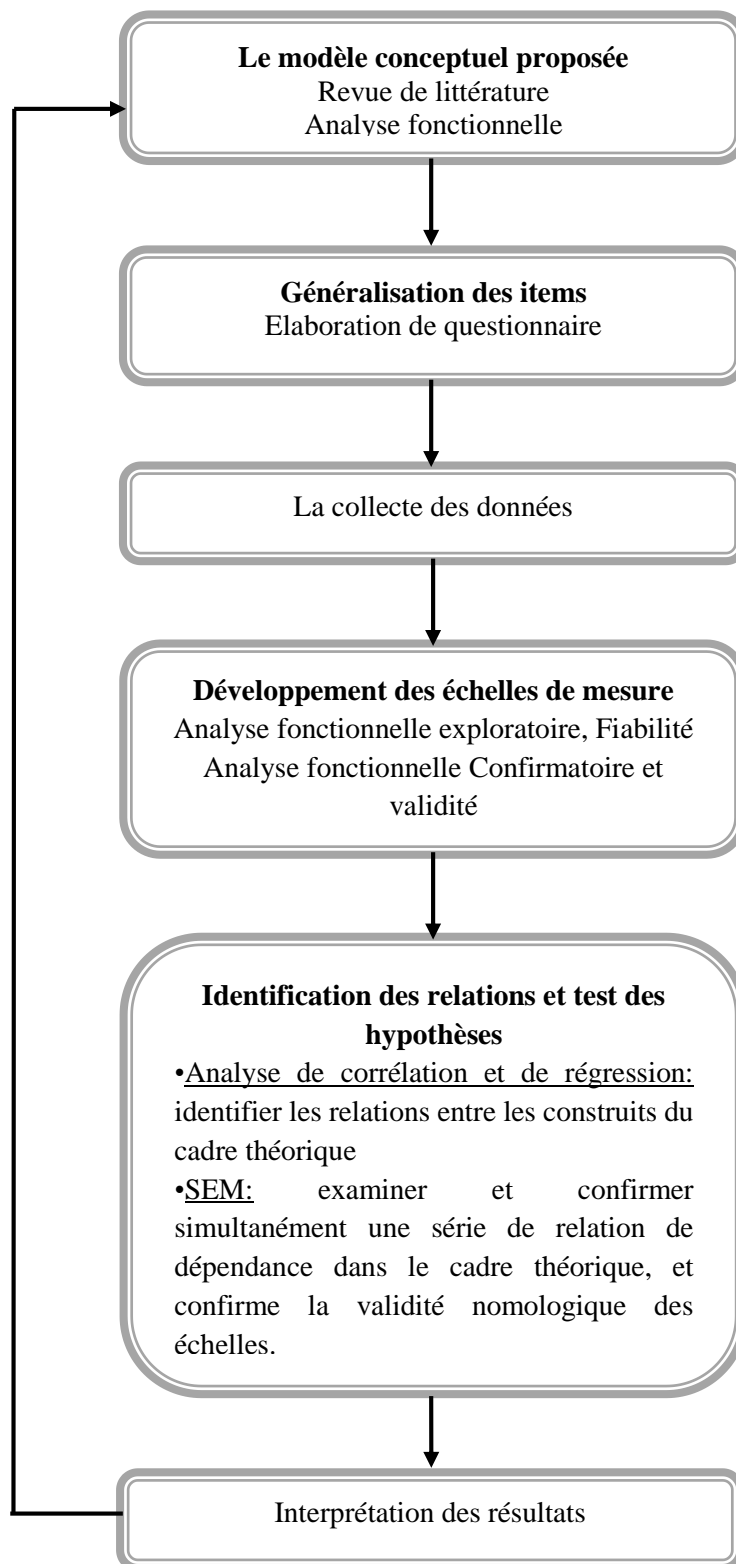 Le modèle conceptuel proposée
Revue de littérature
Analyse fonctionnelle
Généralisation des items
Elaboration de questionnaire
La collecte des données
Développement des échelles de mesure
Analyse fonctionnelle exploratoire, Fiabilité
Analyse fonctionnelle Confirmatoire et
validité
Identification des relations et test des
hypothèses
•Analyse de corrélation et de régression:
identifier les relations entre les construits du
cadre théorique
•SEM: examiner et confirmer
simultanément une série de relation de
dépendance dans le cadre théorique, et
confirme la validité nomologique des
échelles.
Interprétation des résultats